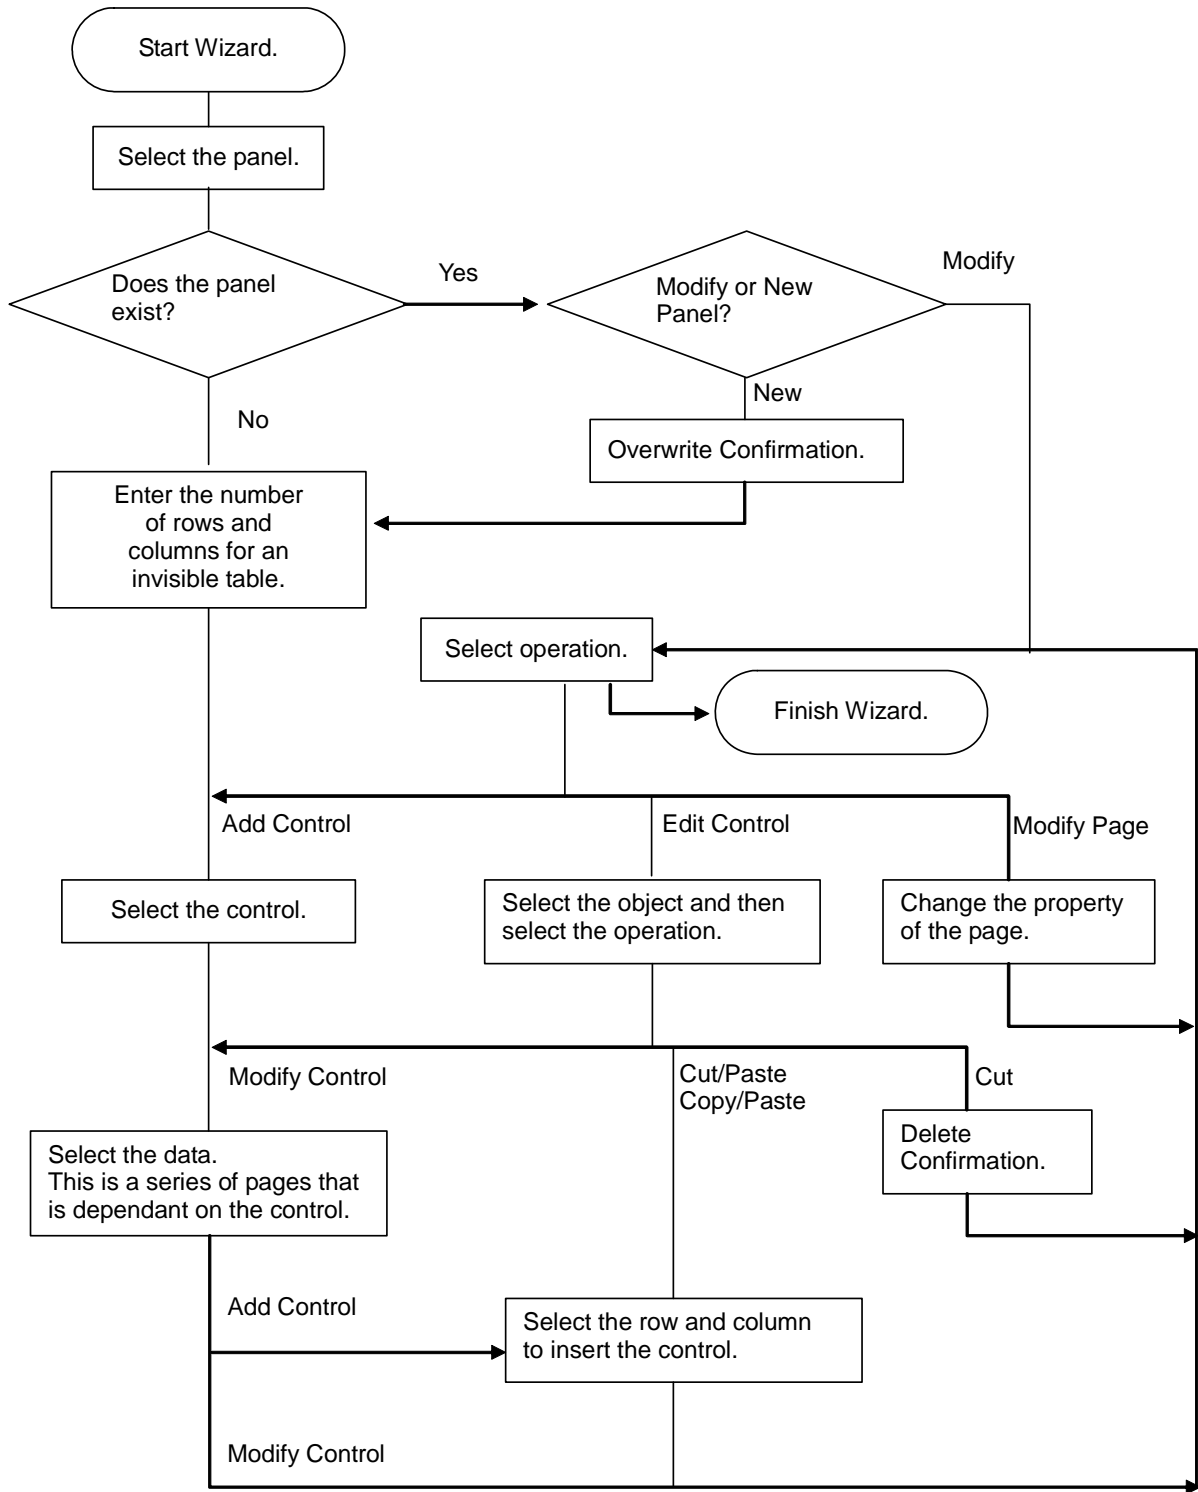 Start Wizard.
Select the panel.
Does the panel
exist?
Yes
Modify or New
Panel?
Modify
New
No
Overwrite Confirmation.
Enter the number
of rows and
columns for an
invisible table.
Select operation.
Finish Wizard.
Add Control
Edit Control
Modify Page
Select the control.
Select the object and then
select the operation.
Change the property
of the page.
Modify Control
Cut/Paste
Copy/Paste
Cut
Delete
Confirmation.
Select the data.
This is a series of pages that
is dependant on the control.
Add Control
Select the row and column
to insert the control.
Modify Control